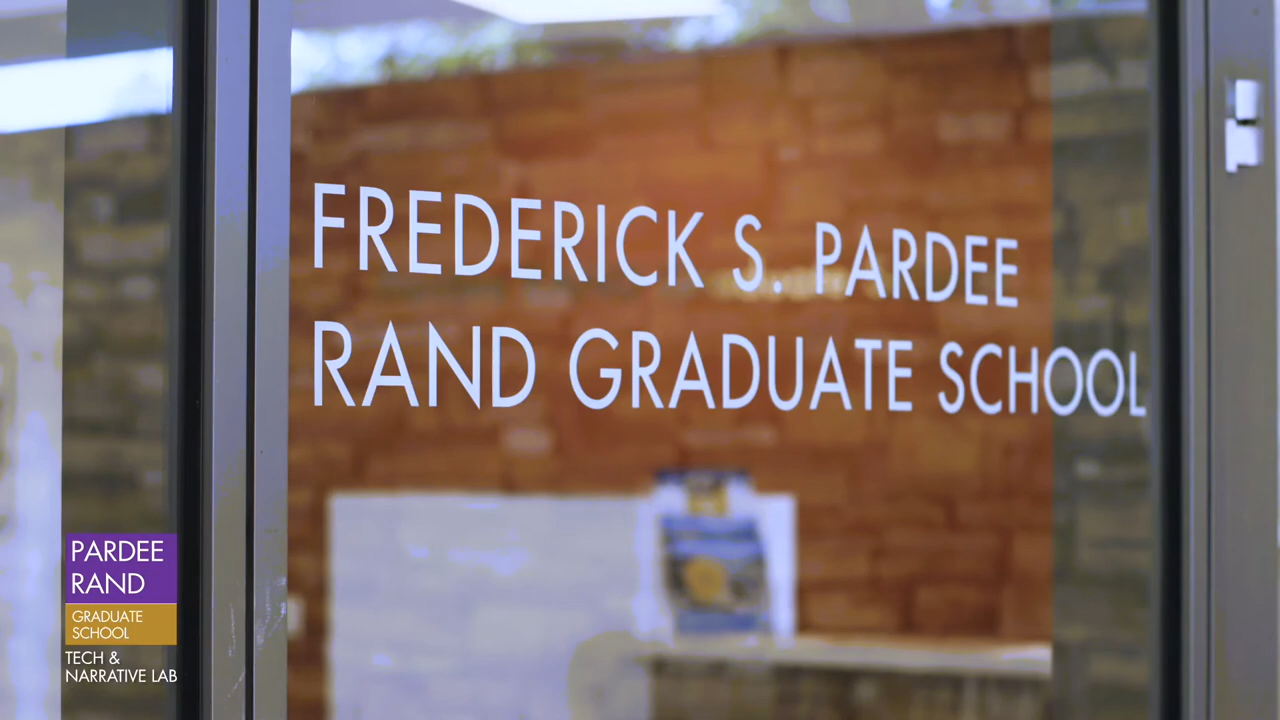 FREDERICK S. PARDEE
RAND GRADUATE SCHOOL
PARDEE
RAND
GRADUATE
SCHOOL
TECH &
NARRATIVE LAB